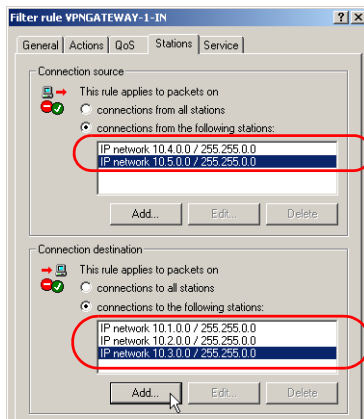 Filter rule VPNGATEWAY-1-IN
General Actions QoS Stations Service
Connection source
This rule applies to packets on
connections from all stations
connections from the following stations:
IP network 10.4.0.0 / 255.255.0.0
IP network 10.5.0.0 / 255.255.0.0
Add... Edit... Delete
Connection destination
This rule applies to packets on
connections to all stations
connections to the following stations:
IP network 10.1.0.0 / 255.255.0.0
IP network 10.2.0.0 / 255.255.0.0
IP network 10.3.0.0 / 255.255.0.0
Add... Edit... Delete